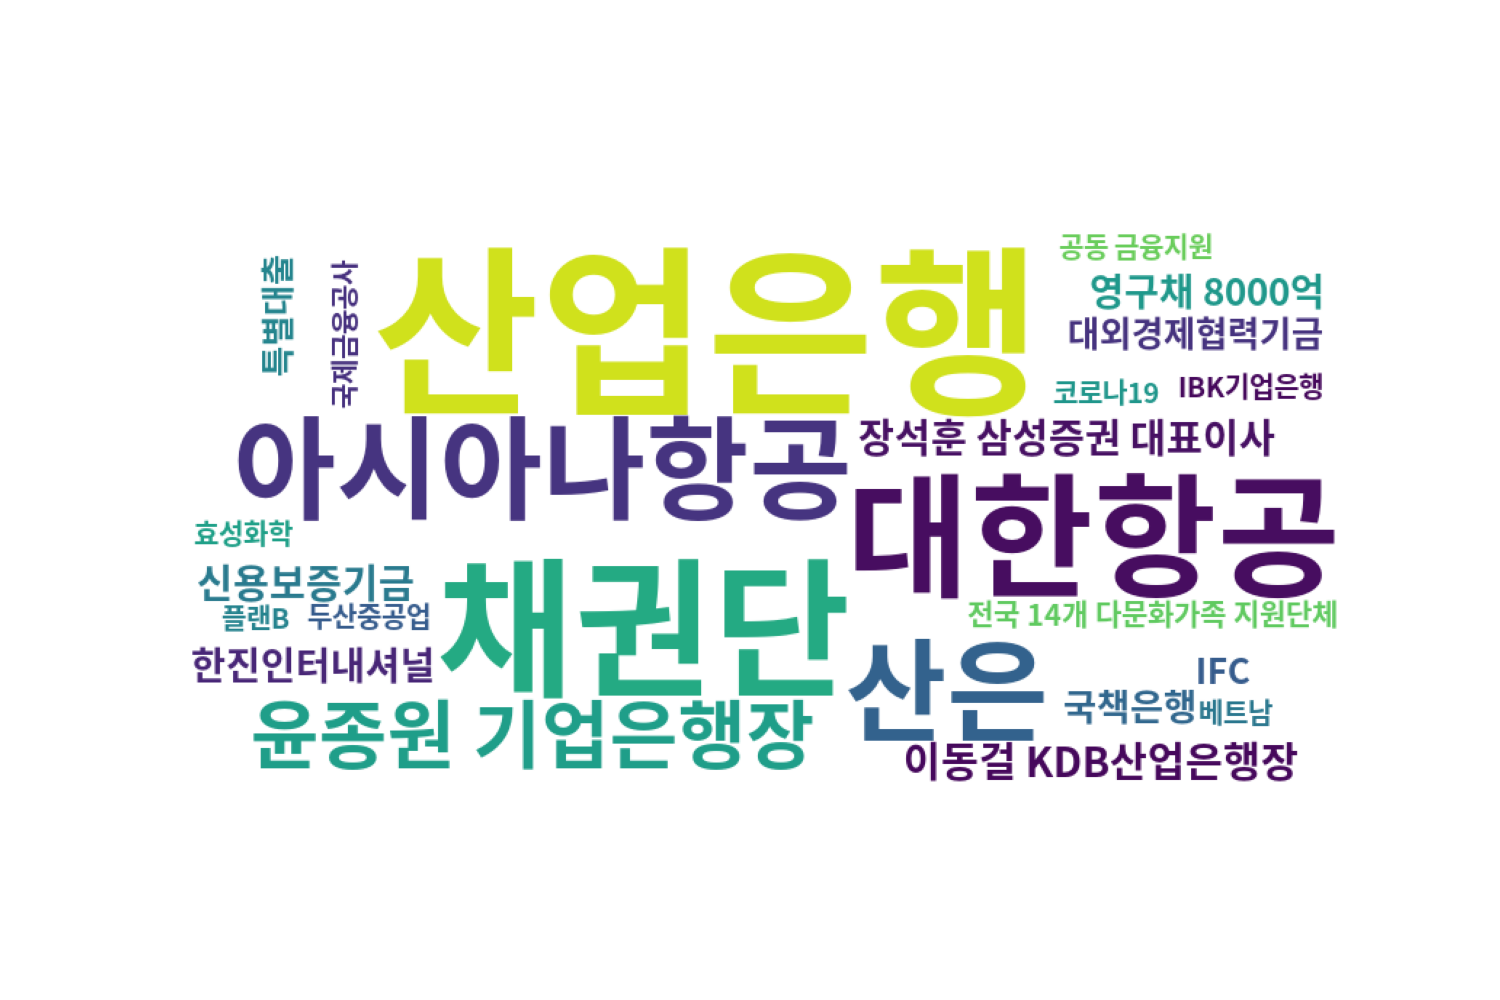 특별대출
국제금융공사
산업은행
공동 금융지원
영구채 8000억
대외경제협력기금
코로나19
IBK기업은행
아시아나항공
장석훈 삼성증권 대표이사
대한항공
효성화학
신용보증기금
플랜B
두산중공업
채권단
전국 14개 다문화가족 지원단체
한진인터내셔널
산은
IFC
국책은행
베트남
윤종원 기업은행장
이동걸 KDB산업은행장